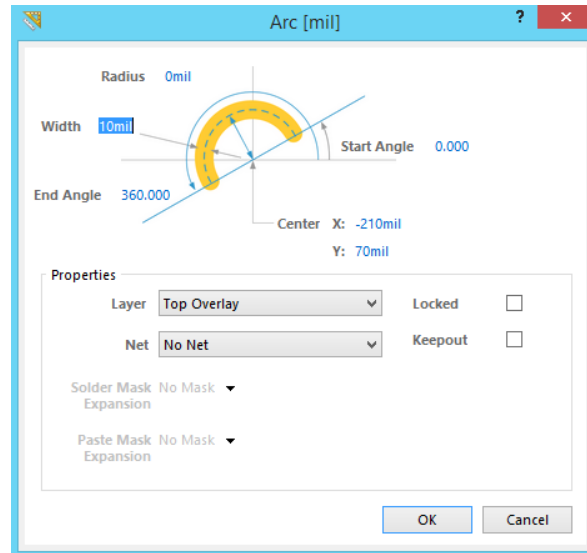 Arc [mil]
?
Radius 0mil
Width 10mil
Start Angle 0.000
End Angle 360.000
Center X: -210mil
Y: 70mil
Properties
Layer Top Overlay Locked
Net No Net Keepout
Solder Mask No Mask
Expansion
Paste Mask No Mask
Expansion
OK Cancel